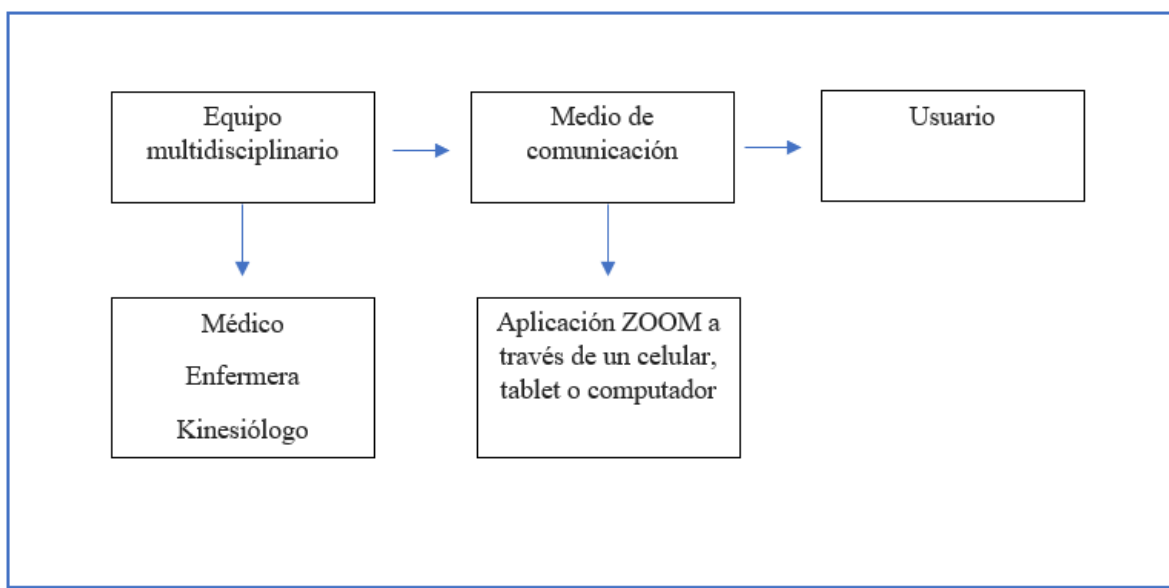 Equipo
multidisciplinario
Medio de
comunicación
Usuario
Médico
Enfermera
Kinesiólogo
Aplicación ZOOM a
través de un celular,
tablet o computador